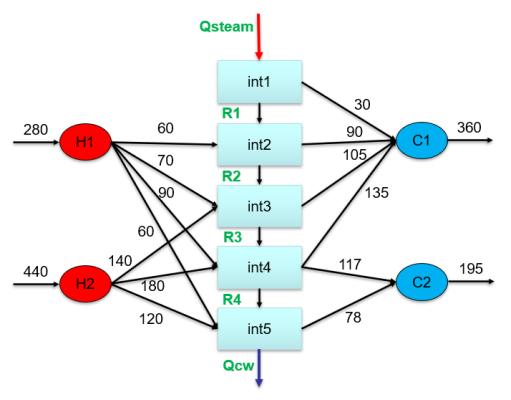 Qsteam
int1
R1
30
280
H1
60
int2
90
C1
360
R2
70
105
90
int3
135
60
R3
140
440
H2
180
int4
117
C2
195
R4
120
int5
78
Qcw